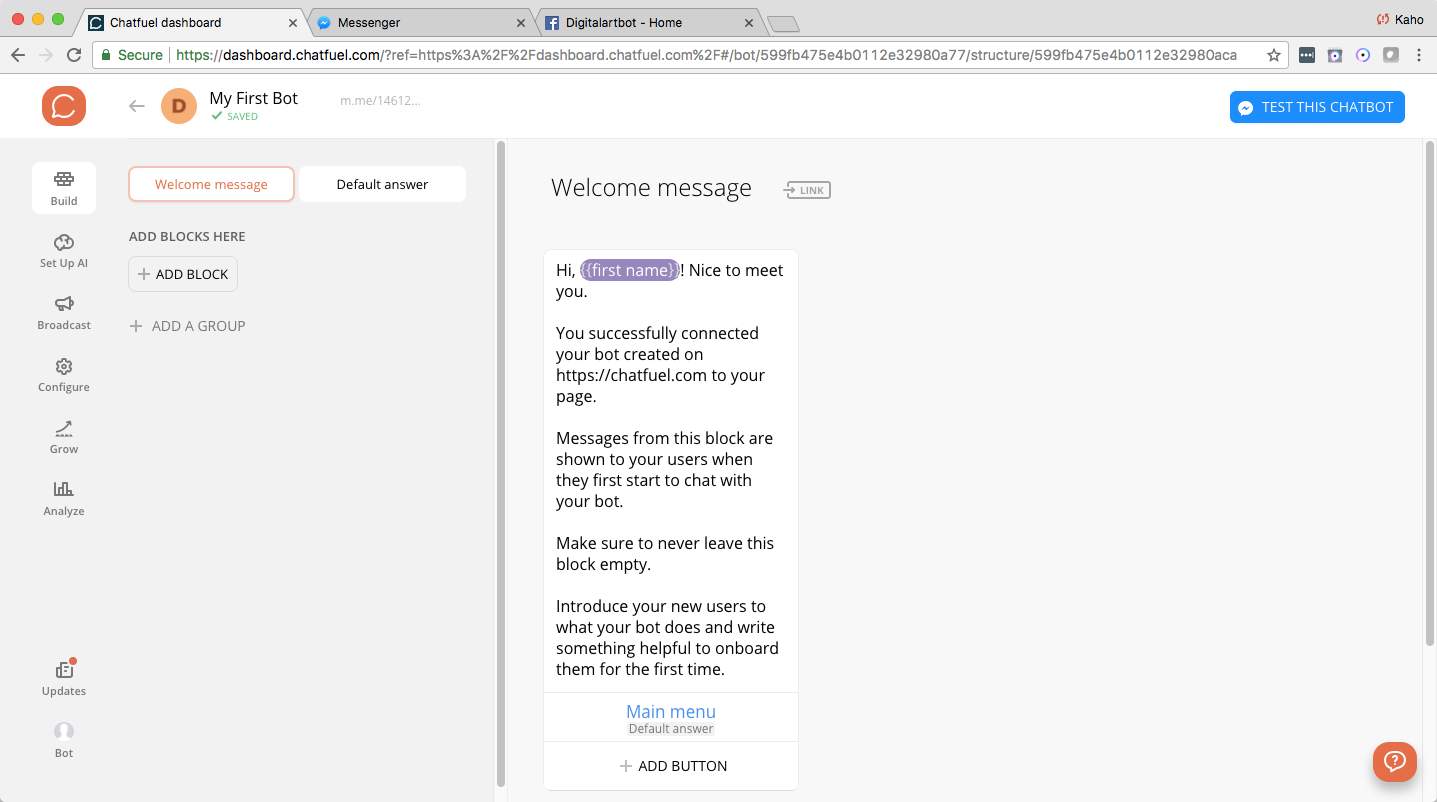 Chatfuel dashboard
Messenger
Digitalartbot - Home
Kaho
Secure
https://dashboard.chatfuel.com/?ref=https%3A%2F%2Fdashboard.chatfuel.com%2F#/bot/599fb475e4b0112e32980a77/structure/599fb475e4b0112e32980aca
D
My First Bot
m.me/14612...
SAVED
TEST THIS CHATBOT
Build
Set Up AI
Broadcast
Configure
Grow
Analyze
Updates
Bot
Welcome message
Default answer
ADD BLOCKS HERE
+ ADD BLOCK
+ ADD A GROUP
Welcome message
LINK
Hi, {{first name}}! Nice to meet
you.
You successfully connected
your bot created on
https://chatfuel.com to your
page.
Messages from this block are
shown to your users when
they first start to chat with
your bot.
Make sure to never leave this
block empty.
Introduce your new users to
what your bot does and write
something helpful to onboard
them for the first time.
Main menu
Default answer
+ ADD BUTTON